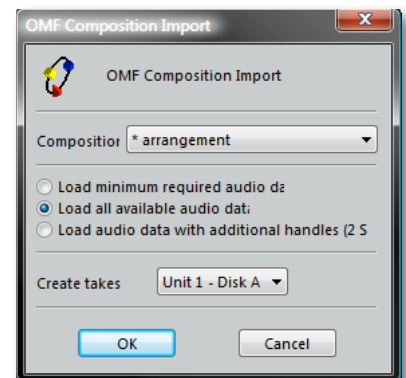 OMF Composition Import
OMF Composition Import
Composition * arrangement
Load minimum required audio da
Load all available audio data
Load audio data with additional handles (2 S
Create takes Unit 1 - Disk A
OK Cancel